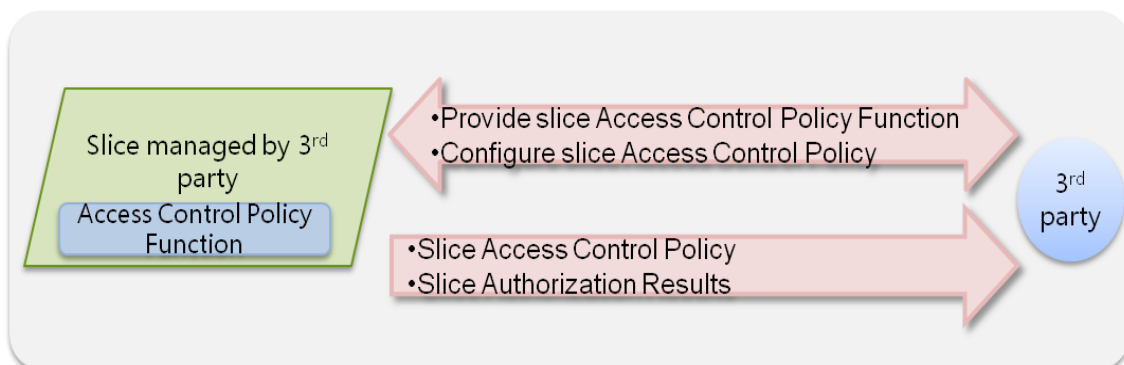 Slice managed by 3rd
party
Access Control Policy
Function
•Provide slice Access Control Policy Function
•Configure slice Access Control Policy
•Slice Access Control Policy
•Slice Authorization Results
3rd
party